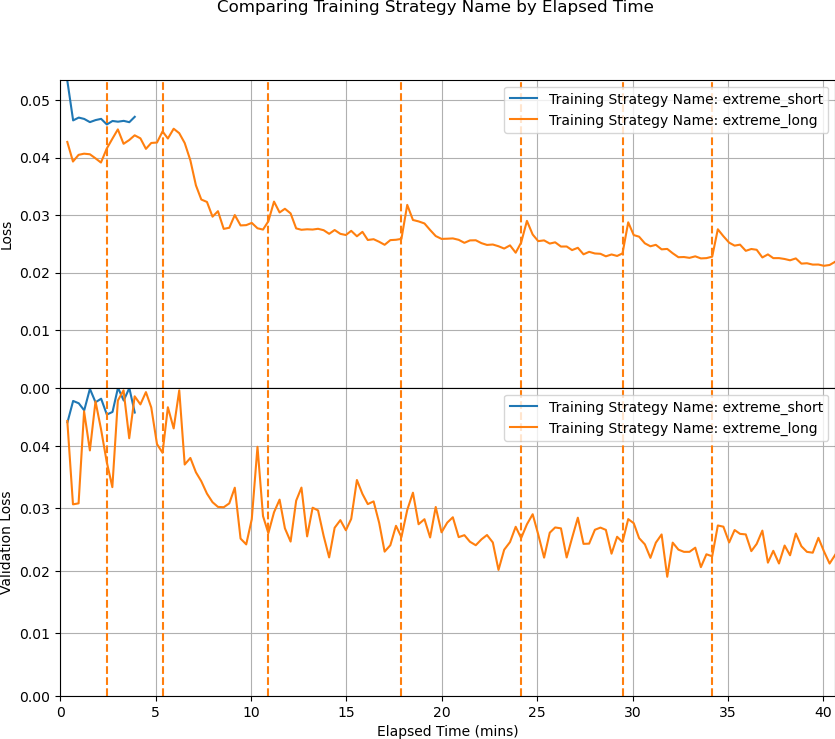 Comparing Training Strategy Name by Elapsed Time
0.05
0.04
0.03
0.02
0.01
0.00
Loss
Training Strategy Name: extreme_short
Training Strategy Name: extreme_long
0.04
0.03
0.02
0.01
0.00
Validation Loss
Training Strategy Name: extreme_short
Training Strategy Name: extreme_long
0 5 10 15 20 25 30 35 40
Elapsed Time (mins)